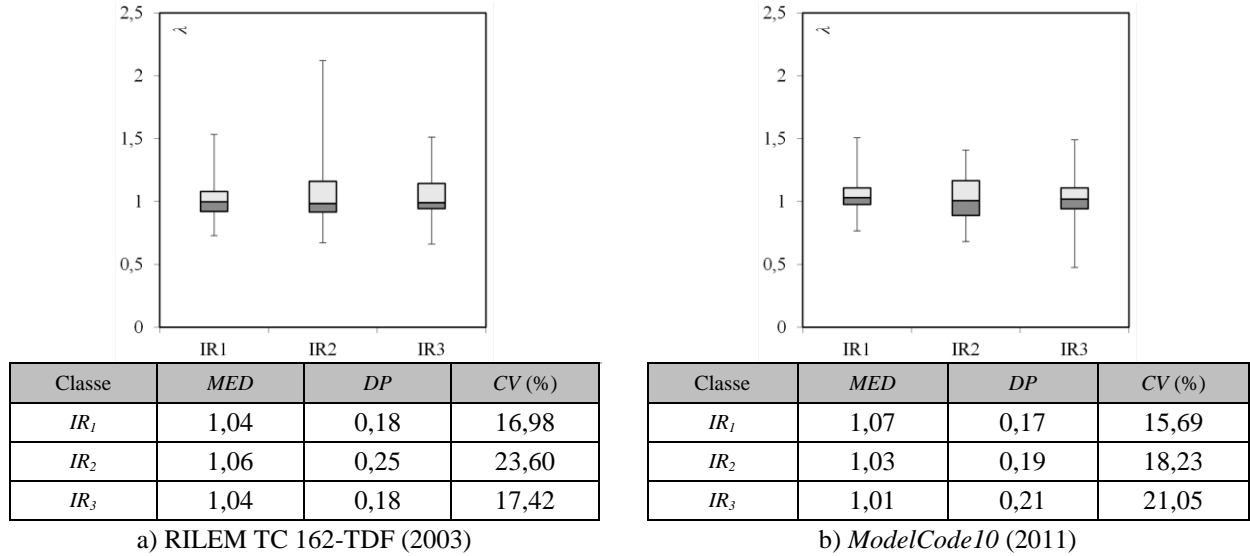 2,5
λ
2
1,5
1
0,5
0
IR1 IR2 IR3
Classe MED DP CV (%)
IR1 1,04 0,18 16,98
IR2 1,06 0,25 23,60
IR3 1,04 0,18 17,42
a) RILEM TC 162-TDF (2003)
2,5
λ
2
1,5
1
0,5
0
IR1 IR2 IR3
Classe MED DP CV (%)
IR1 1,07 0,17 15,69
IR2 1,03 0,19 18,23
IR3 1,01 0,21 21,05
b) ModelCode10 (2011)